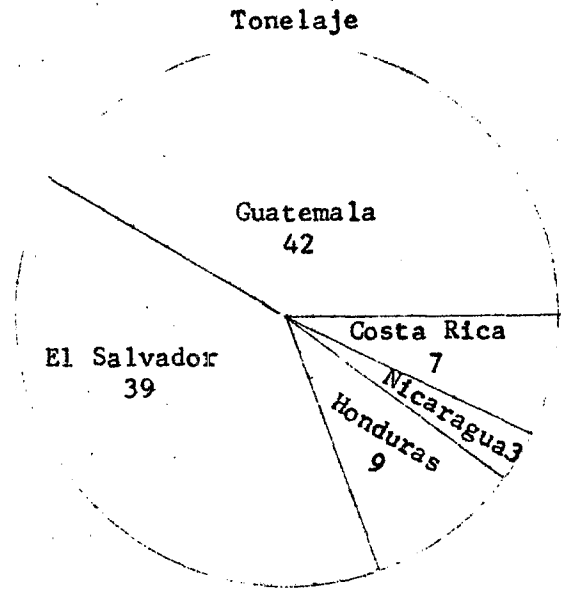 Tonelaje
Guatemala
42
Costa Rica
7
Nicaragua3
Honduras
9
El Salvador
39